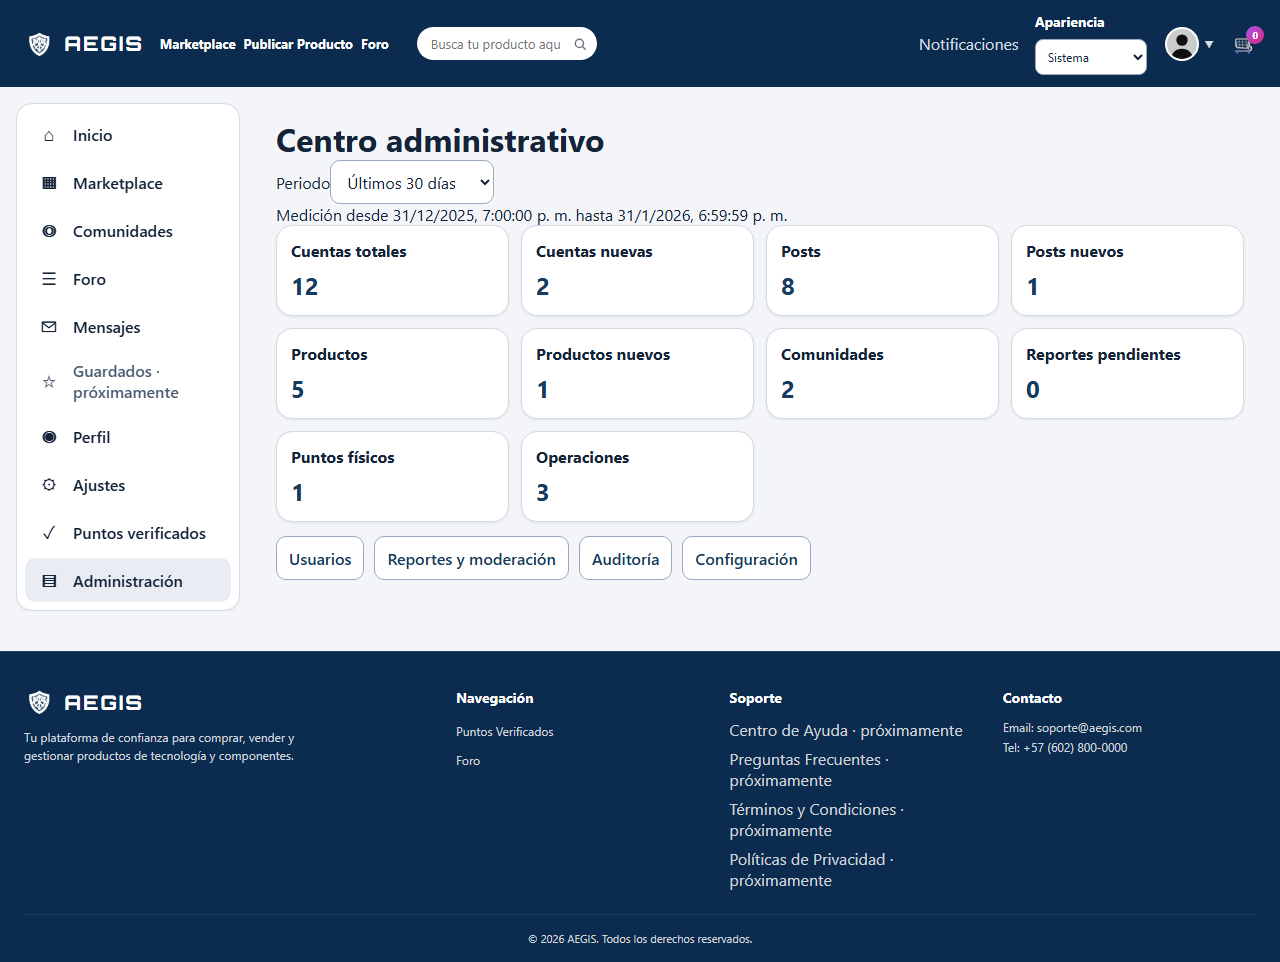 AEGIS
Marketplace Publicar Producto Foro
Busca tu producto aqu
Notificaciones
Apariencia
Sistema
0
Inicio
Marketplace
Comunidades
Foro
Mensajes
Guardados ·
próximamente
Perfil
Ajustes
Puntos verificados
Administración
Centro administrativo
Periodo Últimos 30 días
Medición desde 31/12/2025, 7:00:00 p. m. hasta 31/1/2026, 6:59:59 p. m.
Cuentas totales
12
Cuentas nuevas
2
Posts
8
Posts nuevos
1
Productos
5
Productos nuevos
1
Comunidades
2
Reportes pendientes
0
Puntos físicos
1
Operaciones
3
Usuarios
Reportes y moderación
Auditoría
Configuración
AEGIS
Tu plataforma de confianza para comprar, vender y
gestionar productos de tecnología y componentes.
Navegación
Puntos Verificados
Foro
Soporte
Centro de Ayuda · próximamente
Preguntas Frecuentes ·
próximamente
Términos y Condiciones ·
próximamente
Políticas de Privacidad ·
próximamente
Contacto
Email: soporte@aegis.com
Tel: +57 (602) 800-0000
© 2026 AEGIS. Todos los derechos reservados.